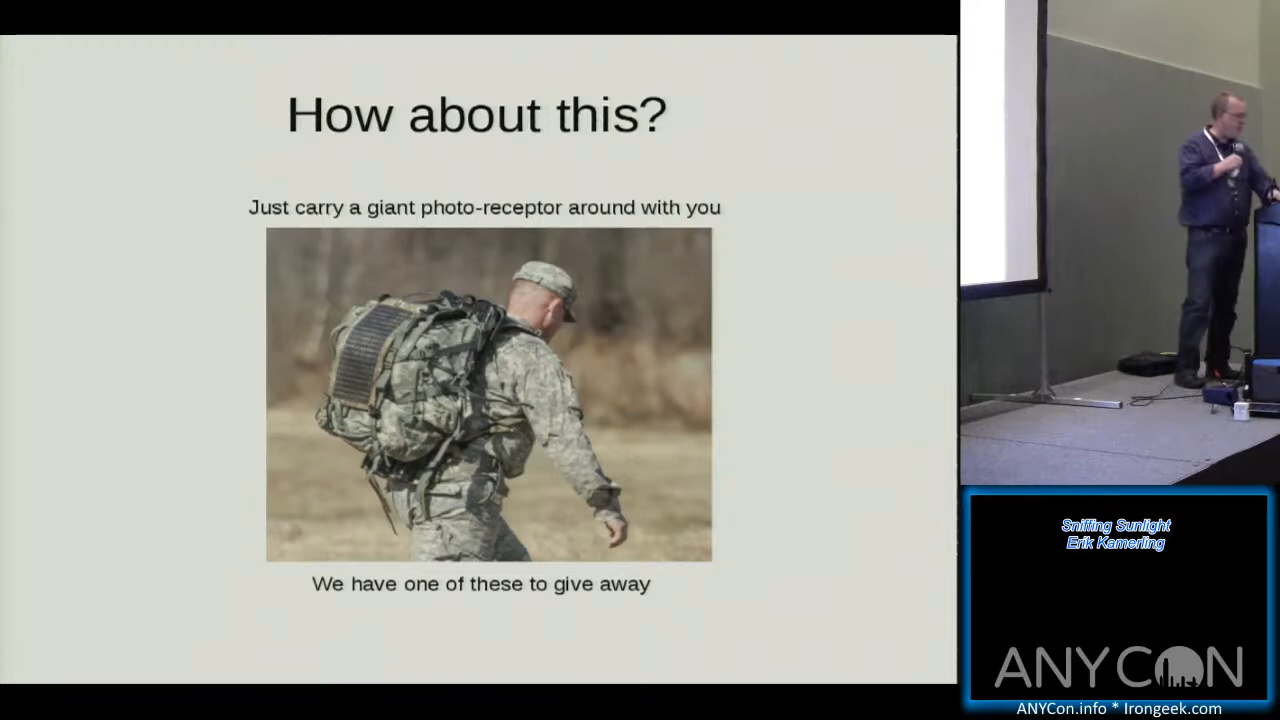 How about this?
Just carry a giant photo-receptor around with you
We have one of these to give away
Sniffing Sunlight
Erik Kamerling
ANYCON
ANYCon.info * Irongeek.com